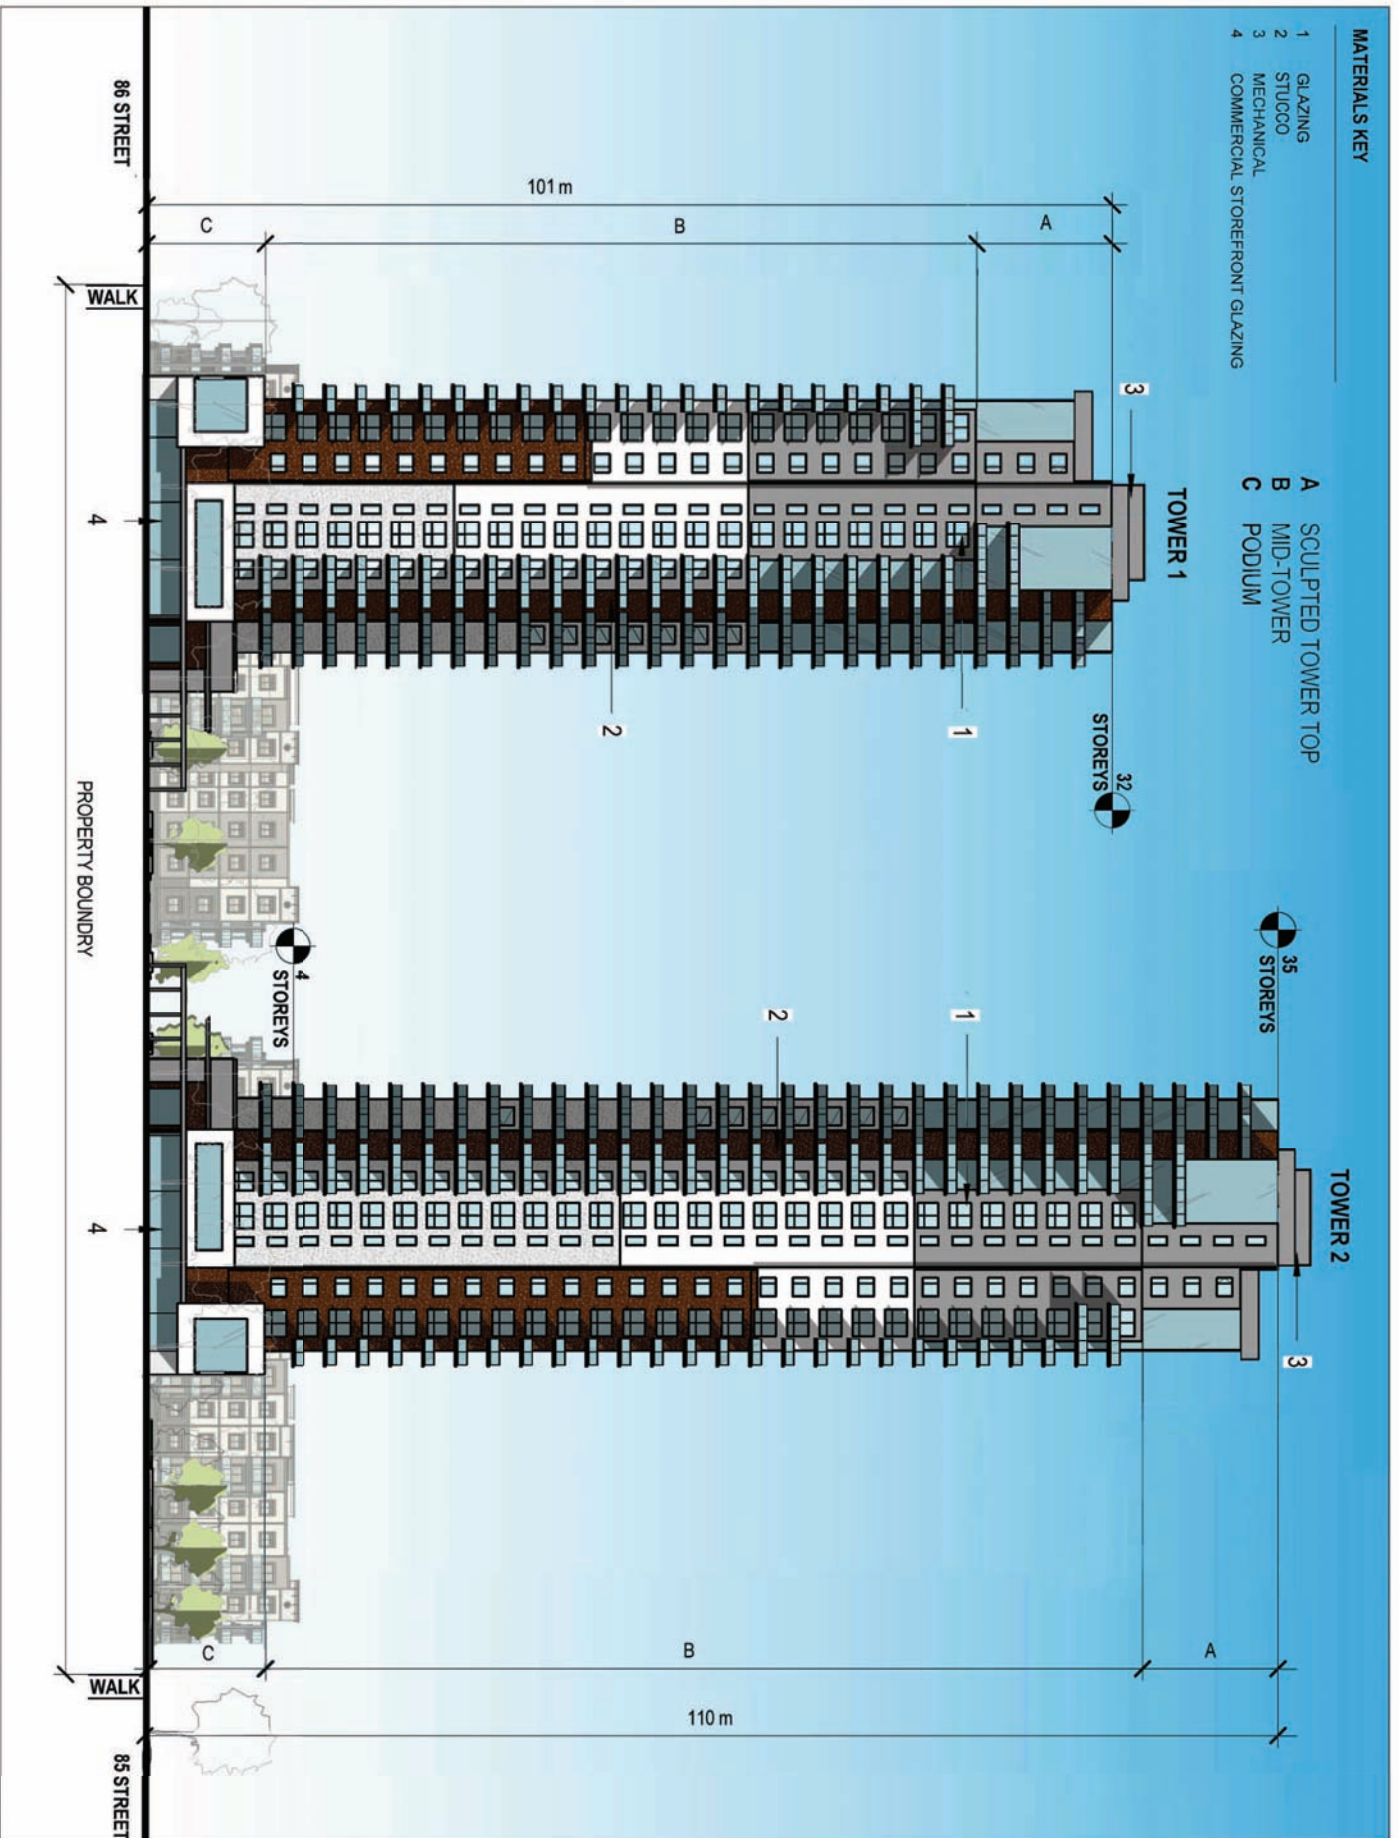 MATERIALS KEY
1 GLAZING
2 STUCCO
3 MECHANICAL
4 COMMERCIAL STOREFRONT GLAZING
A SCULPTED TOWER TOP
B MID-TOWER
C PODIUM
TOWER 1
TOWER 2
3
3
32
STOREYS
35
STOREYS
101 m
A
B
C
1
2
1
2
4
STOREYS
A
B
C
110 m
4
4
WALK
WALK
86 STREET
PROPERTY BOUNDRY
85 STREET